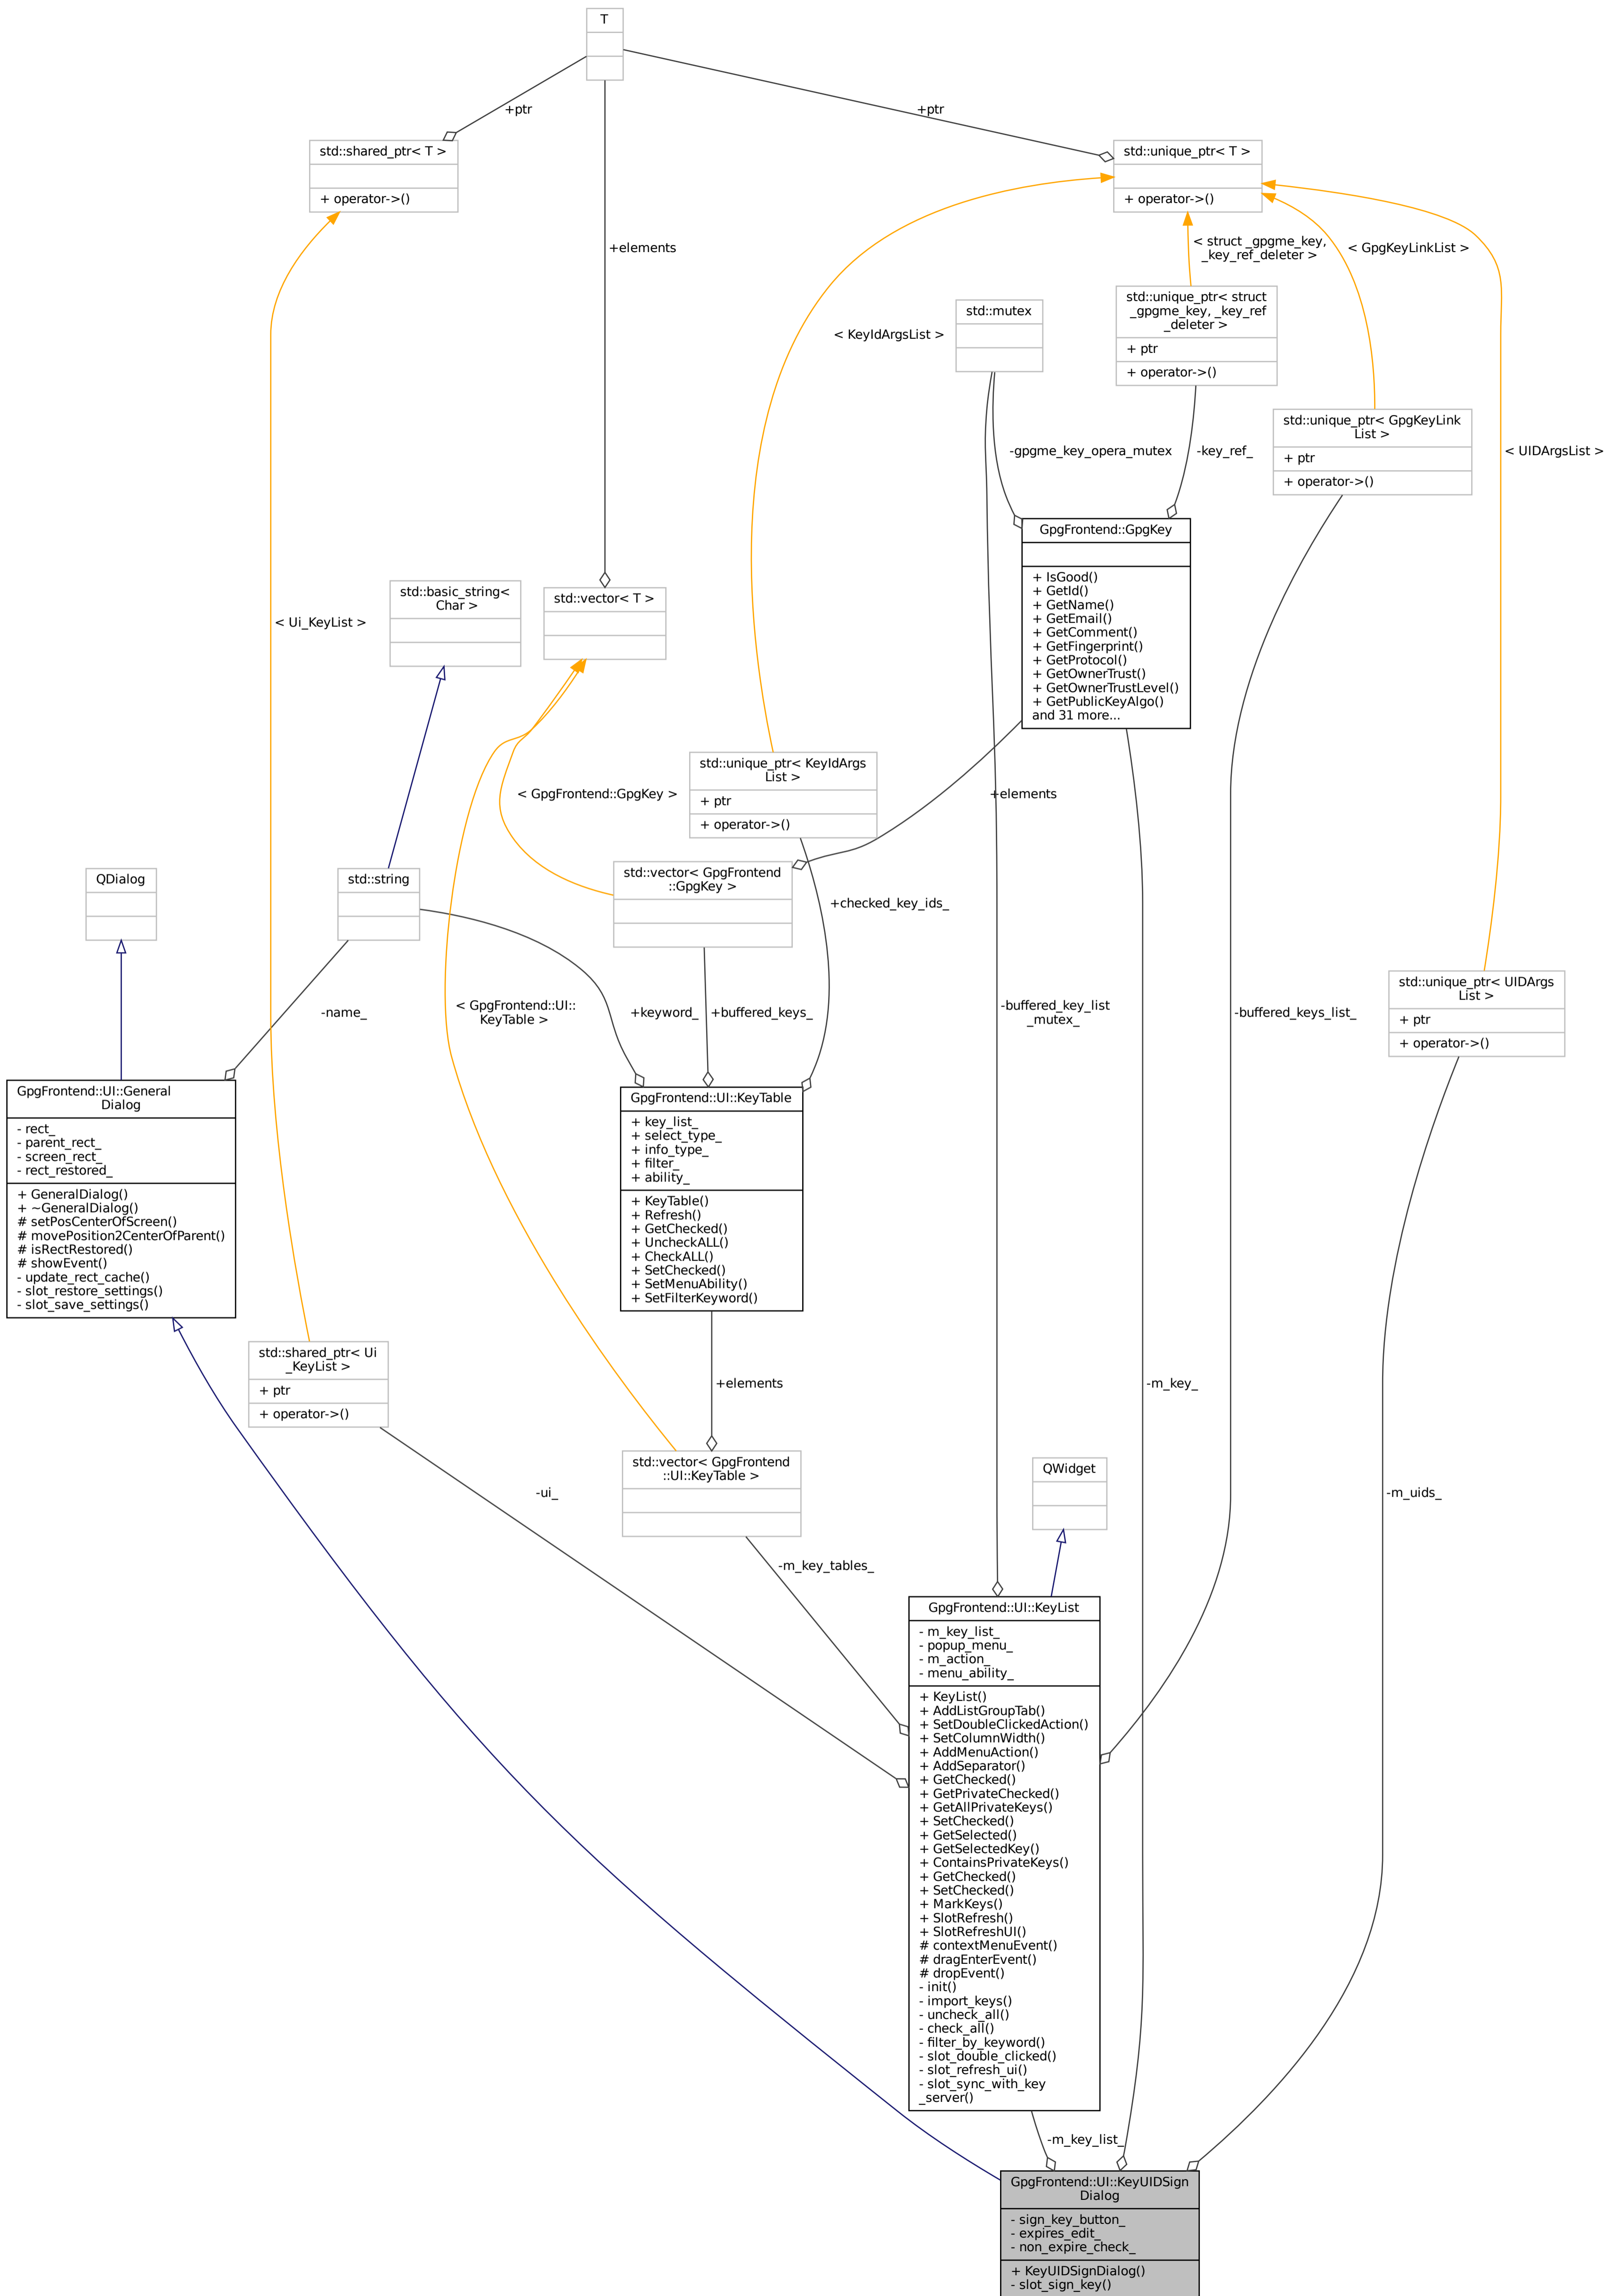 T
+ptr
+ptr
std::shared_ptr< T >
+ operator->()
std::unique_ptr< T >
+ operator->()
+elements
< struct _gpgme_key,
_key_ref_deleter >
< GpgKeyLinkList >
std::unique_ptr< struct
_gpgme_key, _key_ref
_deleter >
+ ptr
+ operator->()
std::mutex
< KeyIdArgsList >
std::unique_ptr< GpgKeyLink
List >
+ ptr
+ operator->()
-gpgme_key_opera_mutex
-key_ref_
< UIDArgsList >
GpgFrontend::GpgKey
+ IsGood()
+ GetId()
+ GetName()
+ GetEmail()
+ GetComment()
+ GetFingerprint()
+ GetProtocol()
+ GetOwnerTrust()
+ GetOwnerTrustLevel()
+ GetPublicKeyAlgo()
and 31 more...
std::basic_string<
Char >
std::vector< T >
< Ui_KeyList >
std::unique_ptr< KeyIdArgs
List >
+ ptr
+ operator->()
< GpgFrontend::GpgKey >
+elements
QDialog
std::string
std::vector< GpgFrontend
::GpgKey >
+checked_key_ids_
std::unique_ptr< UIDArgs
List >
+ ptr
+ operator->()
-name_
< GpgFrontend::UI::
KeyTable >
+keyword_
+buffered_keys_
-buffered_key_list
_mutex_
-buffered_keys_list_
GpgFrontend::UI::General
Dialog
- rect_
- parent_rect_
- screen_rect_
- rect_restored_
+ GeneralDialog()
+ ~GeneralDialog()
# setPosCenterOfScreen()
# movePosition2CenterOfParent()
# isRectRestored()
# showEvent()
- update_rect_cache()
- slot_restore_settings()
- slot_save_settings()
GpgFrontend::UI::KeyTable
+ key_list_
+ select_type_
+ info_type_
+ filter_
+ ability_
+ KeyTable()
+ Refresh()
+ GetChecked()
+ UncheckALL()
+ CheckALL()
+ SetChecked()
+ SetMenuAbility()
+ SetFilterKeyword()
std::shared_ptr< Ui
_KeyList >
+ ptr
+ operator->()
+elements
-m_key_
std::vector< GpgFrontend
::UI::KeyTable >
QWidget
-ui_
-m_uids_
-m_key_tables_
GpgFrontend::UI::KeyList
- m_key_list_
- popup_menu_
- m_action_
- menu_ability_
+ KeyList()
+ AddListGroupTab()
+ SetDoubleClickedAction()
+ SetColumnWidth()
+ AddMenuAction()
+ AddSeparator()
+ GetChecked()
+ GetPrivateChecked()
+ GetAllPrivateKeys()
+ SetChecked()
+ GetSelected()
+ GetSelectedKey()
+ ContainsPrivateKeys()
+ GetChecked()
+ SetChecked()
+ MarkKeys()
+ SlotRefresh()
+ SlotRefreshUI()
# contextMenuEvent()
# dragEnterEvent()
# dropEvent()
- init()
- import_keys()
- uncheck_all()
- check_all()
- filter_by_keyword()
- slot_double_clicked()
- slot_refresh_ui()
- slot_sync_with_key
_server()
-m_key_list_
GpgFrontend::UI::KeyUIDSign
Dialog
- sign_key_button_
- expires_edit_
- non_expire_check_
+ KeyUIDSignDialog()
- slot_sign_key()